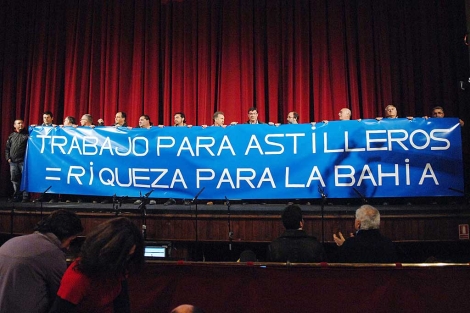 TRABAJO PARA ASTILLEROS
= RIQUEZA PARA LA BAHIA